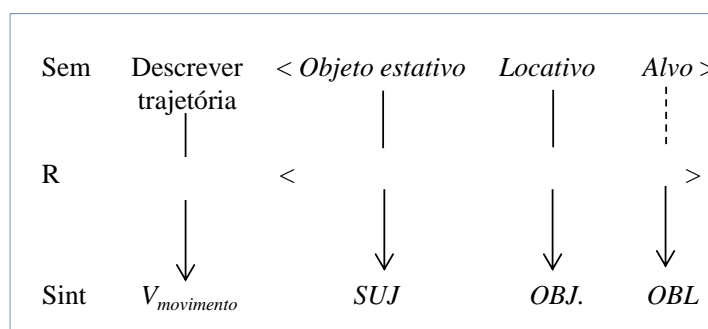 Sem Descrever < Objeto estativo Locativo Alvo >
trajetória
R < >
Sint Vmovimento SUJ OBJ. OBL